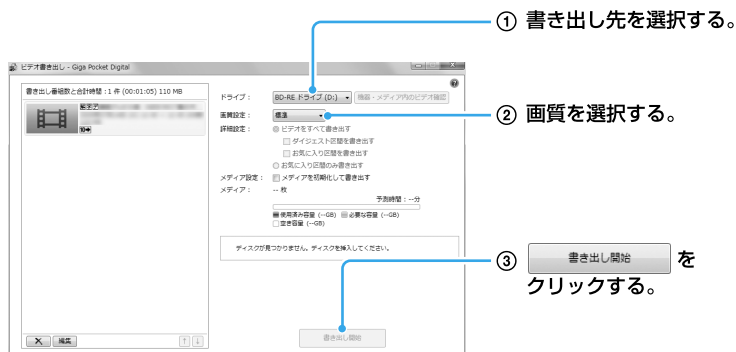 ① 書き出し先を選択する。
ビデオ書き出し - Giga Pocket Digital
書き出し番組数と合計時間 : 1 件 (00:01:05) 110 MB
ドライブ : BD-RE ドライブ (D:) 機器・メディア内のビデオ確認
② 画質を選択する。
画質設定 : 標準
詳細設定 : ビデオをすべて書き出す
ダイジェスト区間を書き出す
お気に入り区間を書き出す
お気に入り区間のみ書き出す
メディア設定 : メディアを初期化して書き出す
メディア : -- 枚
予測時間 : --分
使用済み容量 (--GB) 必要な容量 (--GB)
空き容量 (--GB)
ディスクが見つかりません。ディスクを挿入してください。
③ 書き出し開始 を
クリックする。
書き出し開始
編集